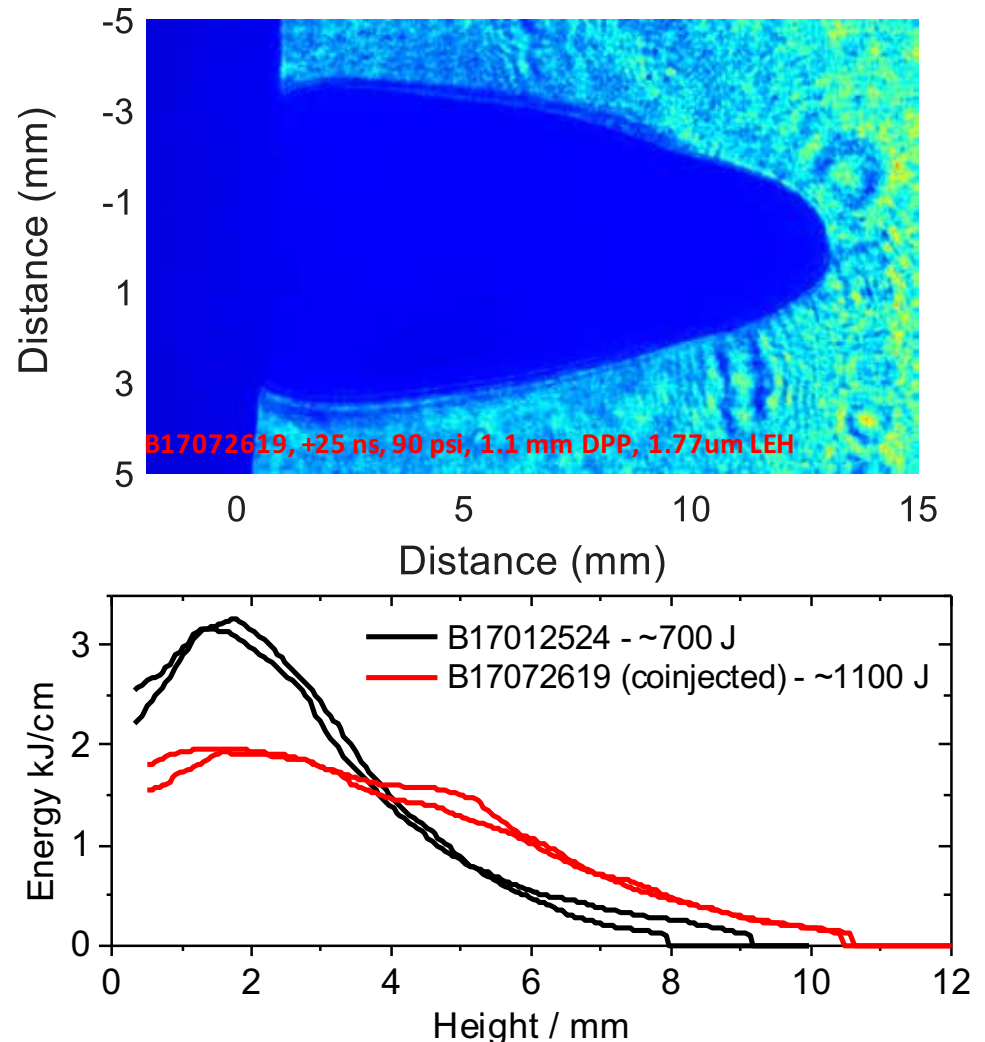 -5
-3
-1
1
3
5
Distance (mm)
B17072619, +25 ns, 90 psi, 1.1 mm DPP, 1.77um LEH
0 5 10 15
Distance (mm)
3
2
1
0
Energy kJ/cm
B17012524 - ~700 J
B17072619 (coinjected) - ~1100 J
0 2 4 6 8 10 12
Height / mm